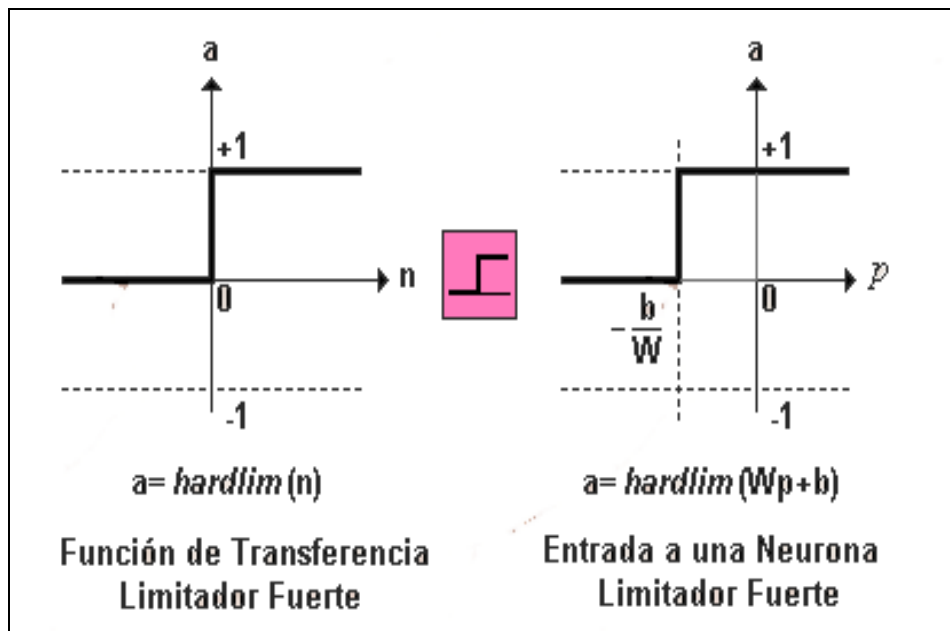 a
+1
n
0
-1
a= hardlim (n)
Función de Transferencia
Limitador Fuerte
a
+1
p
0
- b/W
-1
a= hardlim (Wp+b)
Entrada a una Neurona
Limitador Fuerte